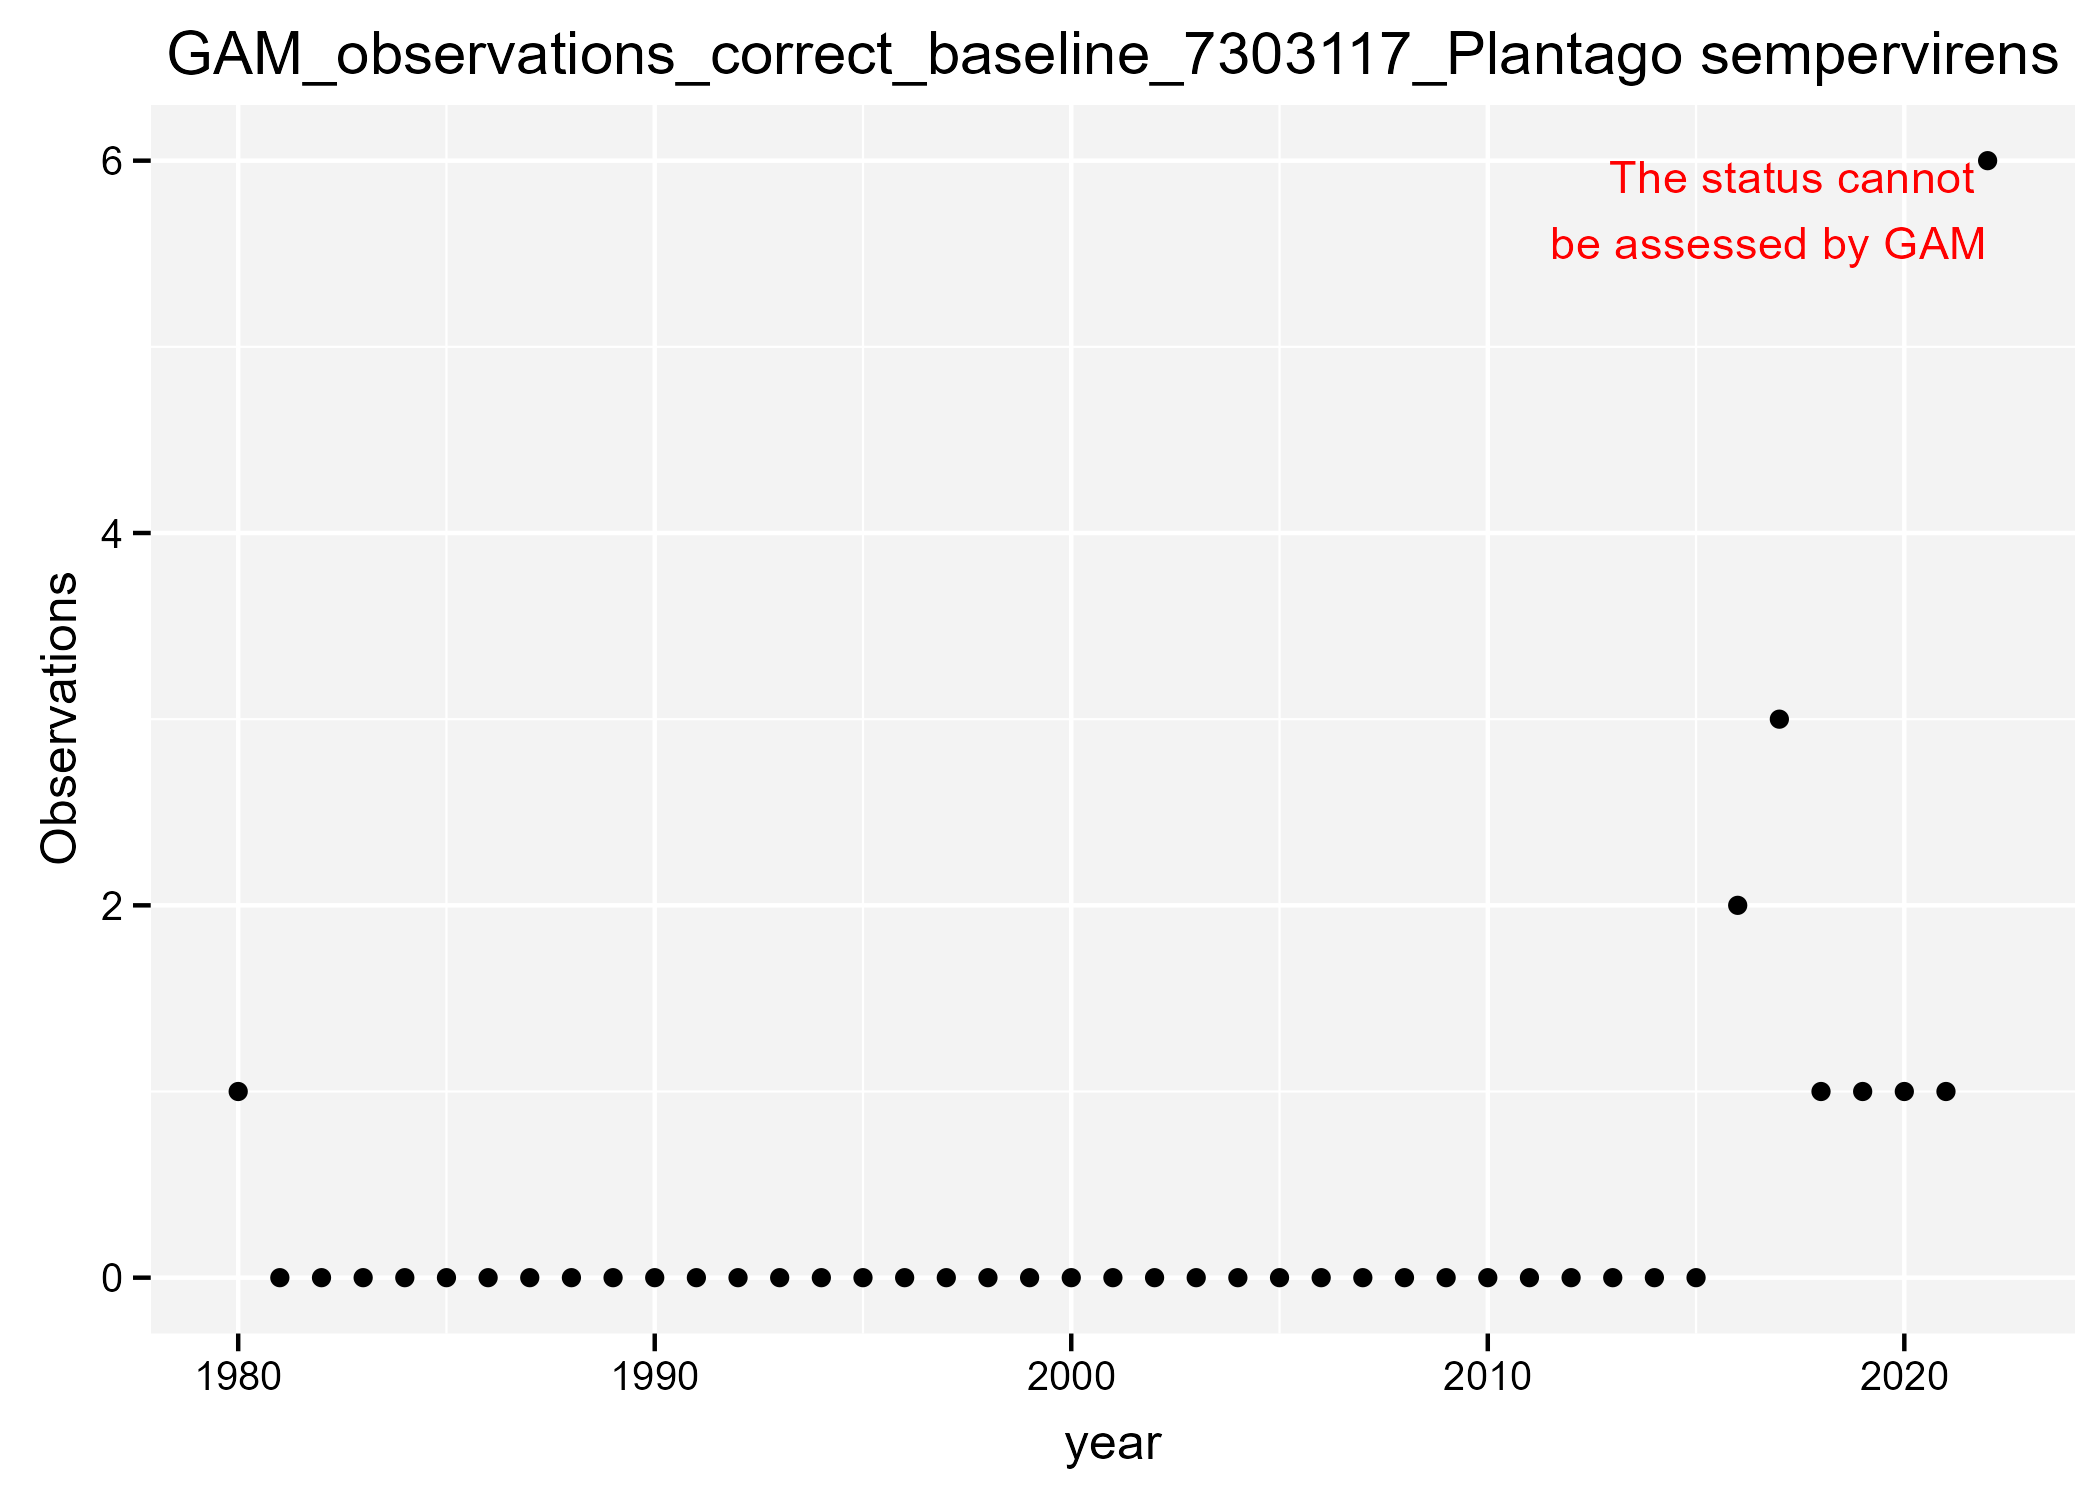 GAM_observations_correct_baseline_7303117_Plantago sempervirens
The status cannot
be assessed by GAM
6
4
2
0
Observations
1980 1990 2000 2010 2020
year